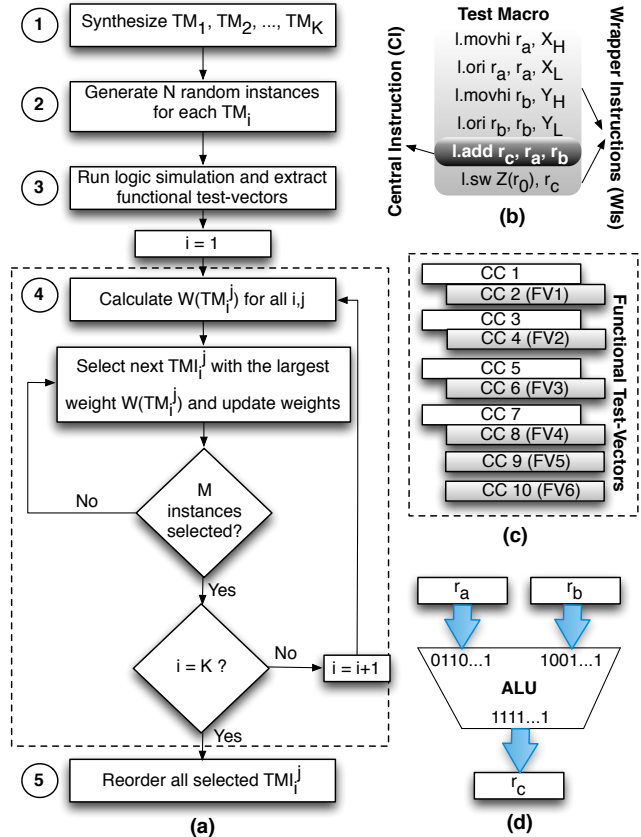 1
Synthesize TM1, TM2, ..., TMK
2
Generate N random instances
for each TMi
3
Run logic simulation and extract
functional test-vectors
i = 1
4
Calculate W(TMi^j) for all i,j
Select next TMIi^j with the largest
weight W(TMi^j) and update weights
No
M
instances
selected?
Yes
i = K ?
No
i = i+1
Yes
5
Reorder all selected TMIi^j
(a)
Central Instruction (CI)
Test Macro
l.movhi ra, XH
l.ori ra, ra, XL
l.movhi rb, YH
l.ori rb, rb, YL
l.add rc, ra, rb
l.sw Z(r0), rc
(b)
Wrapper
Instructions (WIs)
CC 1
CC 2 (FV1)
CC 3
CC 4 (FV2)
CC 5
CC 6 (FV3)
CC 7
CC 8 (FV4)
CC 9 (FV5)
CC 10 (FV6)
Functional Test-Vectors
(c)
ra
rb
0110...1
1001...1
ALU
1111...1
rc
(d)